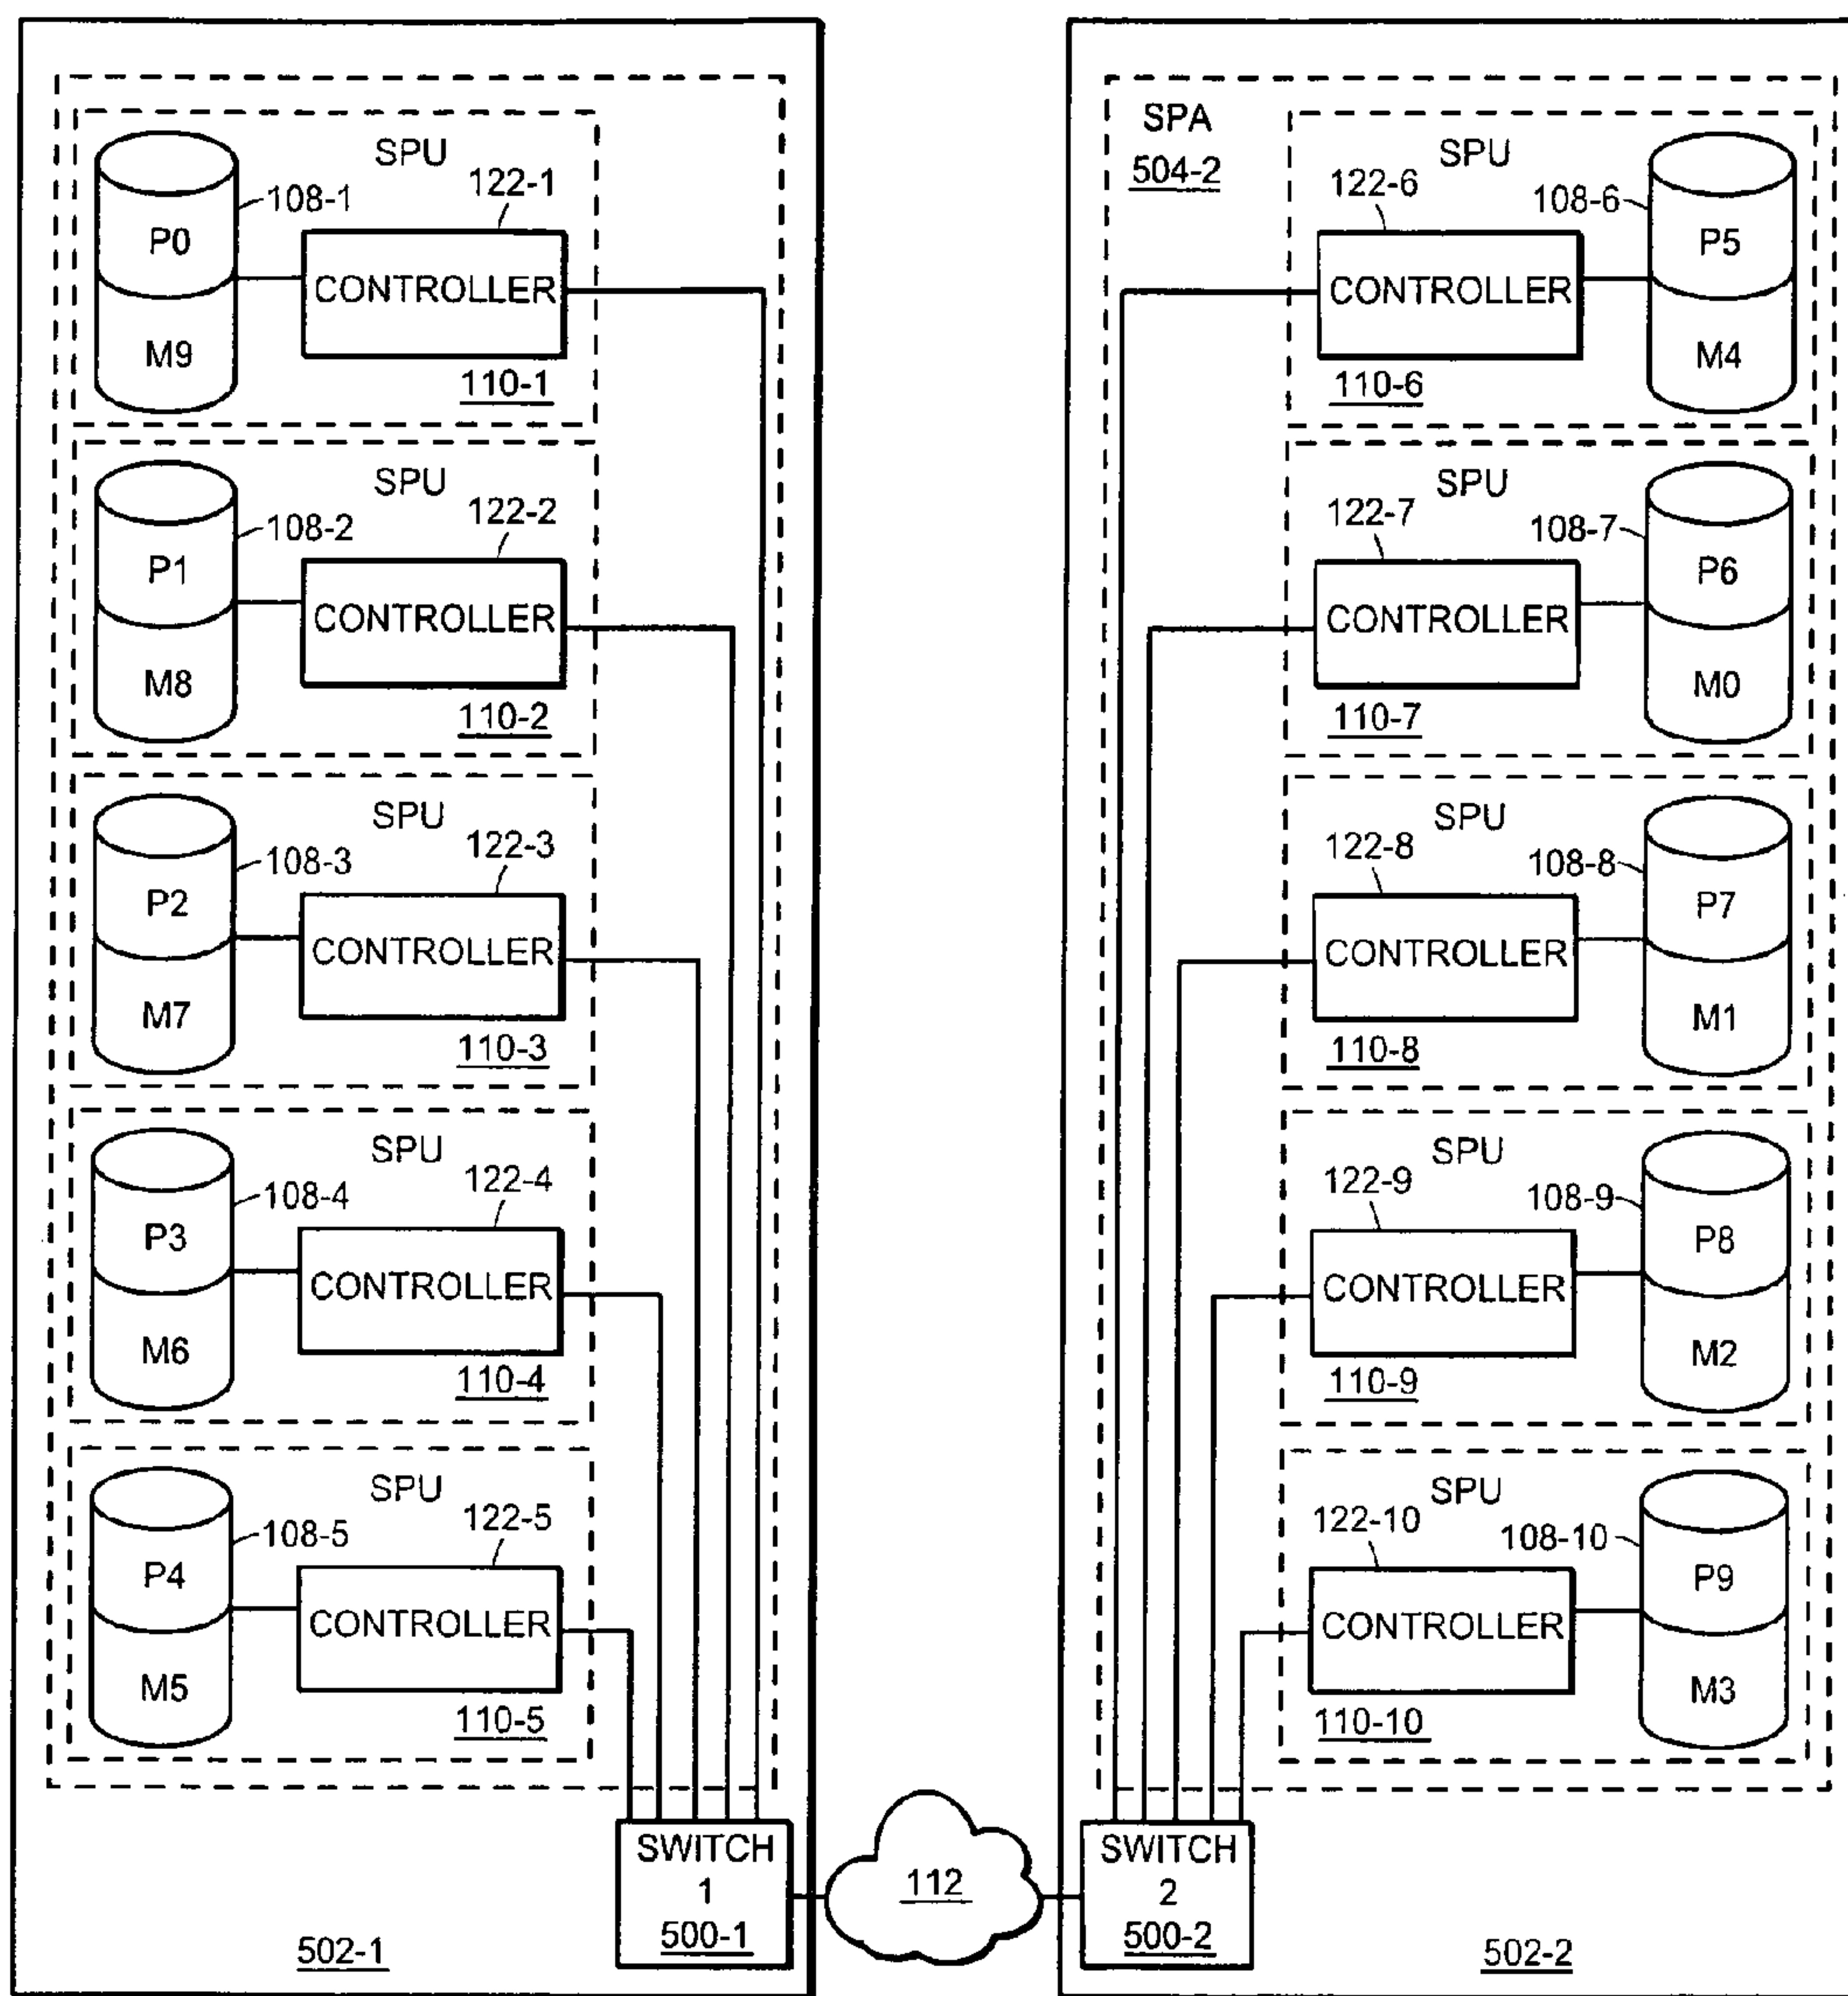 SPU
122-1
108-1
P0
CONTROLLER
M9
110-1
SPU
122-2
108-2
P1
CONTROLLER
M8
110-2
SPU
122-3
108-3
P2
CONTROLLER
M7
110-3
SPU
122-4
108-4
P3
CONTROLLER
M6
110-4
SPU
122-5
108-5
P4
CONTROLLER
M5
110-5
SWITCH
1
500-1
502-1
112
SPA
504-2
SPU
122-6
108-6
P5
CONTROLLER
M4
110-6
SPU
122-7
108-7
P6
CONTROLLER
M0
110-7
SPU
122-8
108-8
P7
CONTROLLER
M1
110-8
SPU
122-9
108-9
P8
CONTROLLER
M2
110-9
SPU
122-10
108-10
P9
CONTROLLER
M3
110-10
SWITCH
2
500-2
502-2